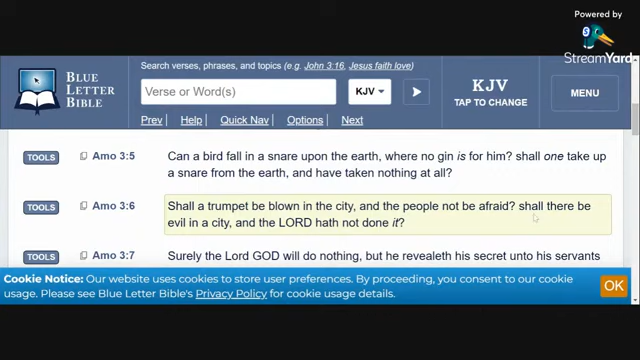 Powered by
StreamYard
BLUE
LETTER
BIBLE
Search verses, phrases, and topics (e.g. John 3:16, Jesus faith love)
Verse or Word(s)
KJV
KJV
TAP TO CHANGE
MENU
Prev | Help | Quick Nav | Options | Next
TOOLS Amo 3:5 Can a bird fall in a snare upon the earth, where no gin is for him? shall one take up
a snare from the earth, and have taken nothing at all?
TOOLS Amo 3:6 Shall a trumpet be blown in the city, and the people not be afraid? shall there be
evil in a city, and the LORD hath not done it?
TOOLS Amo 3:7 Surely the Lord GOD will do nothing, but he revealeth his secret unto his servants
Cookie Notice: Our website uses cookies to store user preferences. By proceeding, you consent to our cookie
usage. Please see Blue Letter Bible's Privacy Policy for cookie usage details.
OK